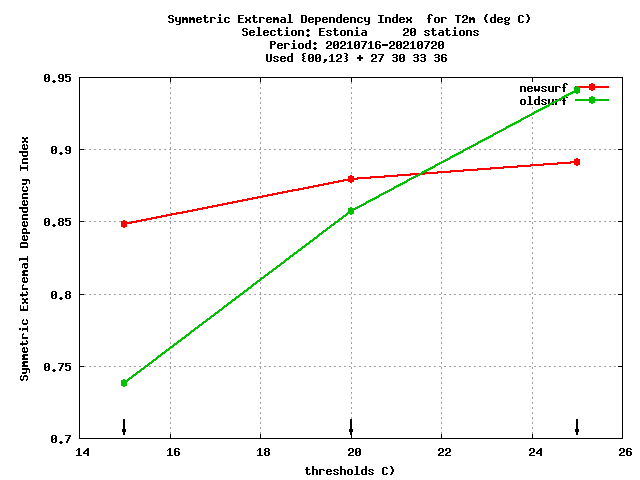 Symmetric Extremal Dependency Index  for T2m (deg C)
Selection: Estonia     20 stations
Period: 20210716-20210720
Used {00,12} + 27 30 33 36
0.95
0.9
0.85
0.8
0.75
0.7
Symmetric Extremal Dependency Index
newsurf
oldsurf
14 16 18 20 22 24 26
thresholds C)